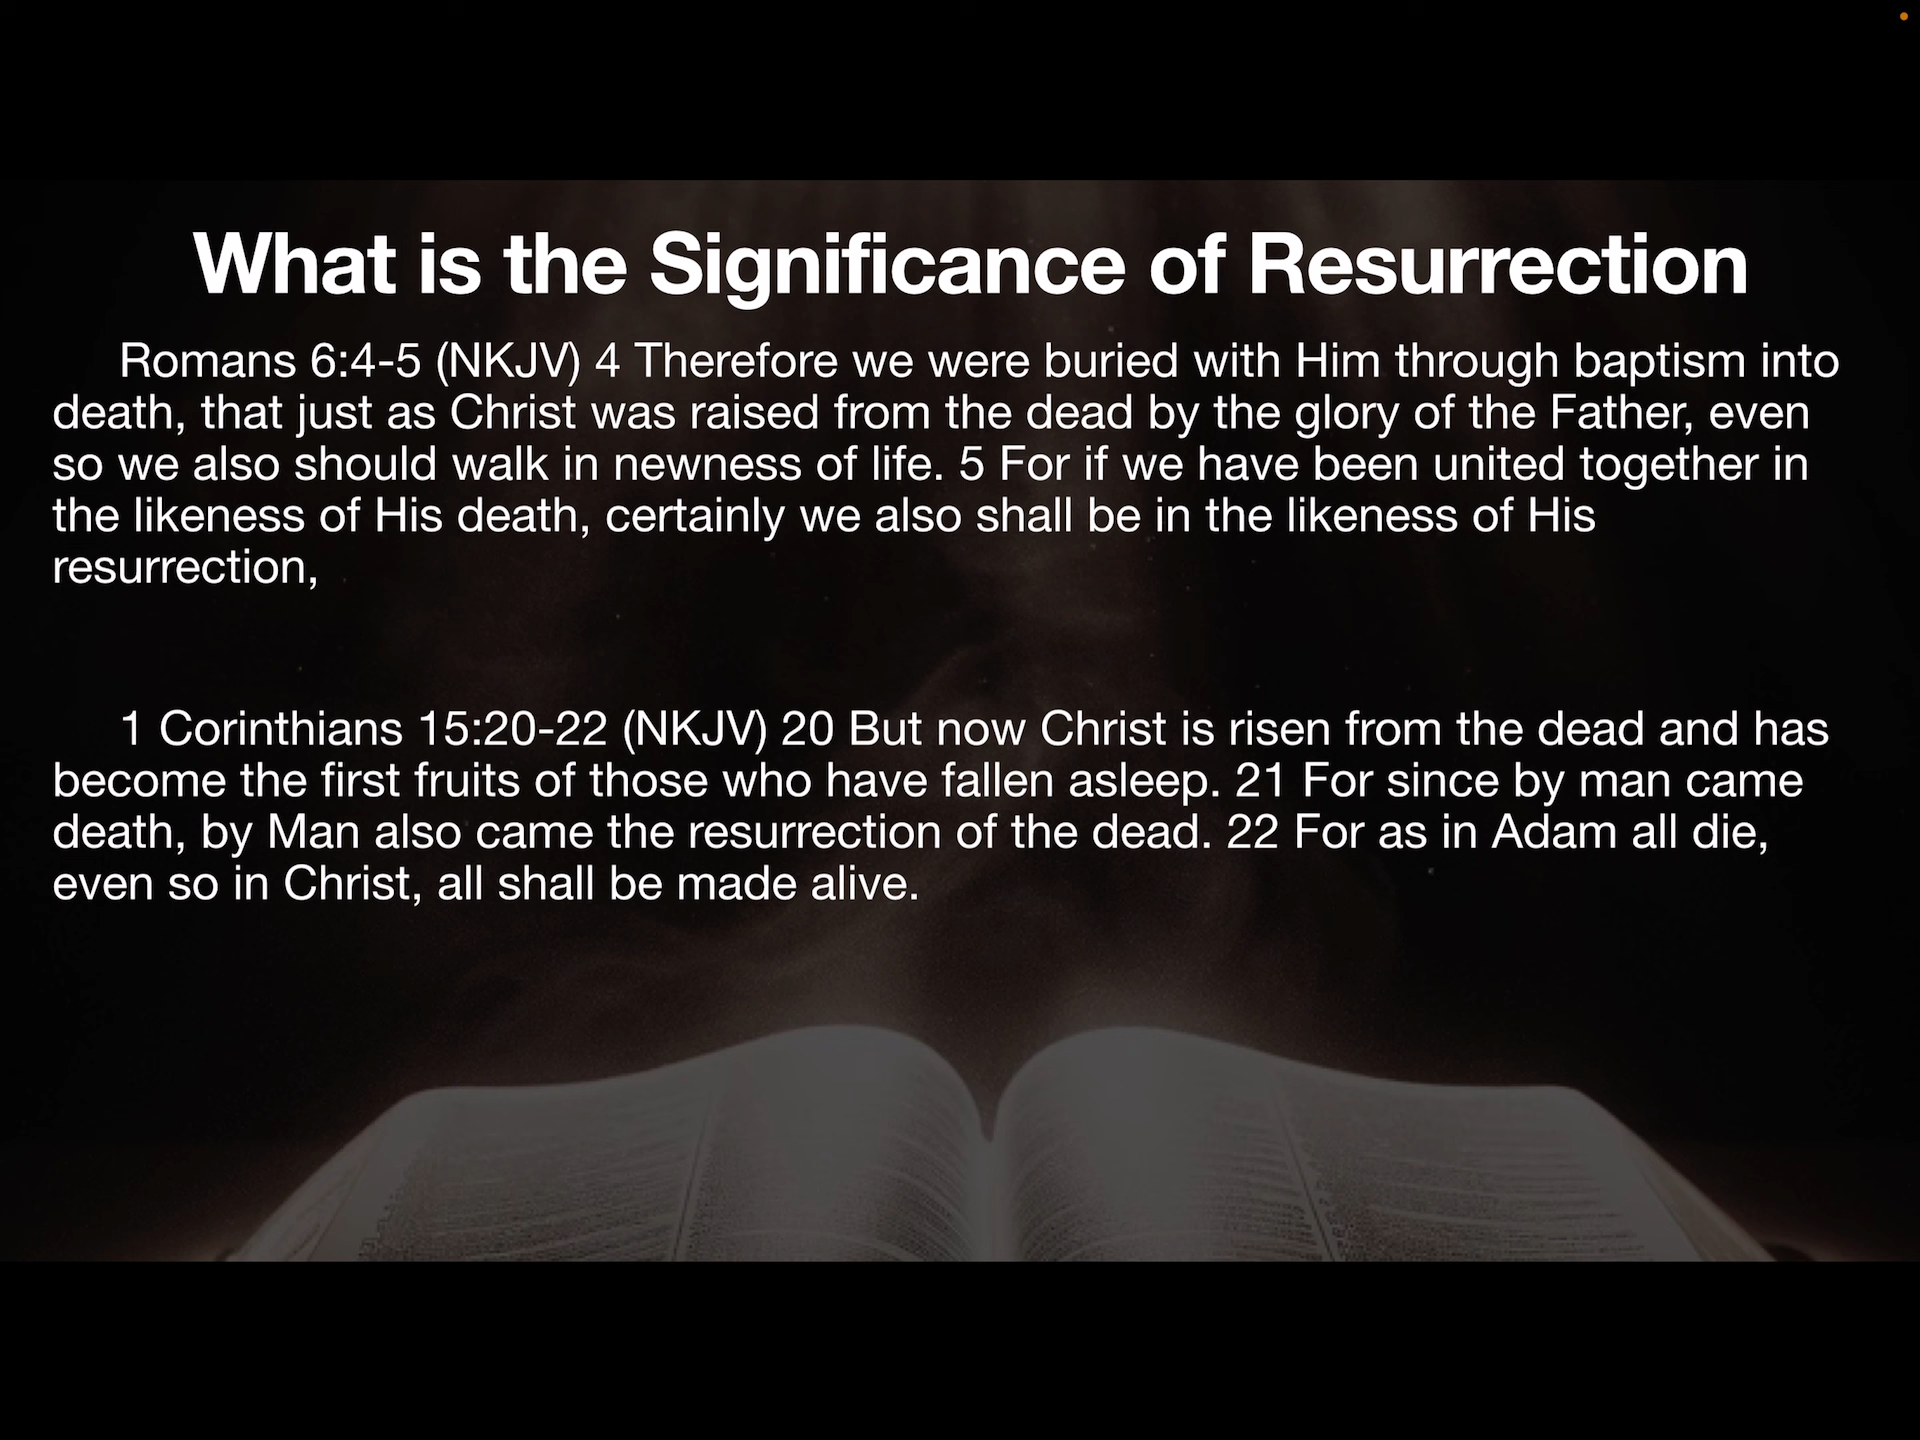 What is the Significance of Resurrection
Romans 6:4-5 (NKJV) 4 Therefore we were buried with Him through baptism into
death, that just as Christ was raised from the dead by the glory of the Father, even
so we also should walk in newness of life. 5 For if we have been united together in
the likeness of His death, certainly we also shall be in the likeness of His
resurrection,
1 Corinthians 15:20-22 (NKJV) 20 But now Christ is risen from the dead and has
become the first fruits of those who have fallen asleep. 21 For since by man came
death, by Man also came the resurrection of the dead. 22 For as in Adam all die,
even so in Christ, all shall be made alive.